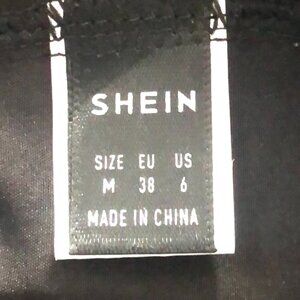 SHEIN
SIZE EU US
M 38 6
MADE IN CHINA